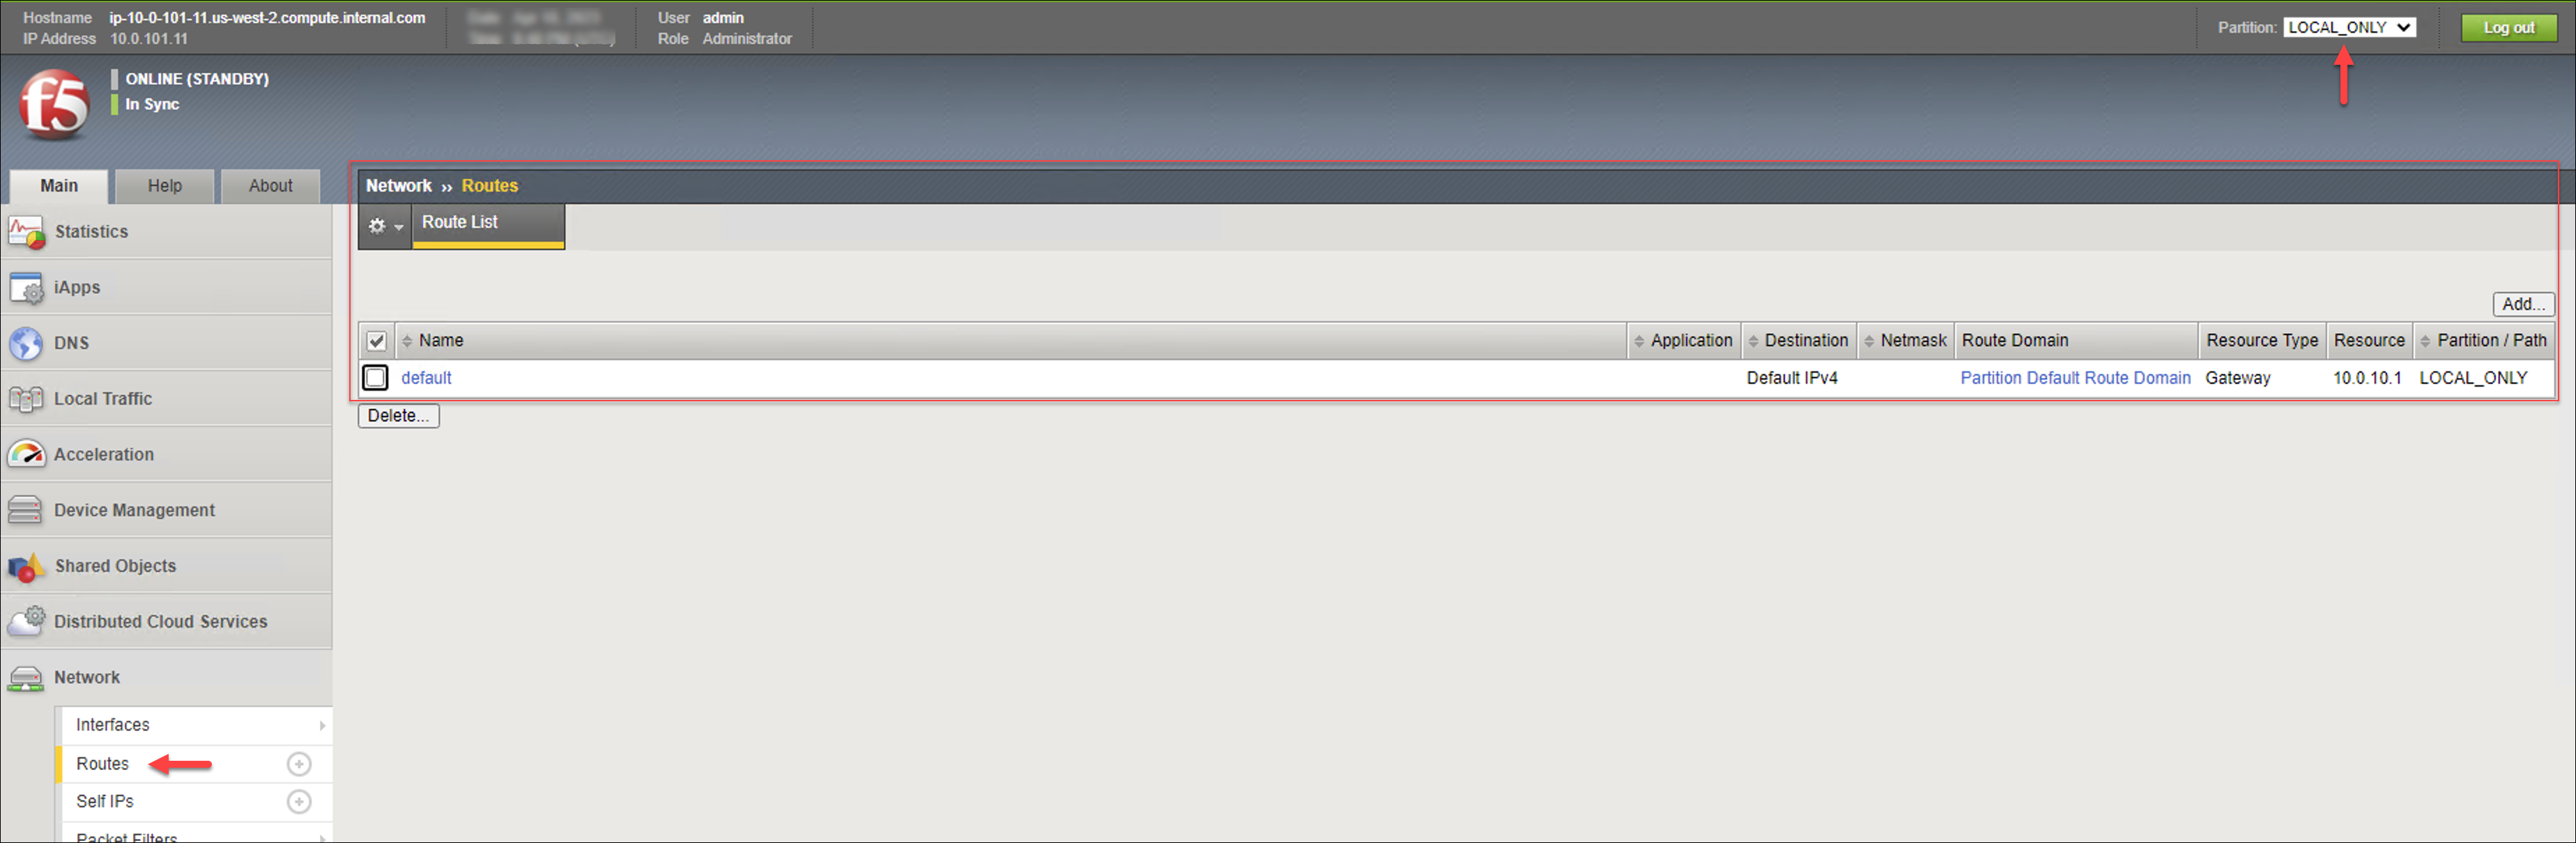 Hostname ip-10-0-101-11.us-west-2.compute.internal.com
IP Address 10.0.101.11
User admin
Role Administrator
Partition: LOCAL_ONLY
Log out
f5
ONLINE (STANDBY)
In Sync
Main Help About
Network ›› Routes
Route List
Add...
Name Application Destination Netmask Route Domain Resource Type Resource Partition / Path
default Default IPv4 Partition Default Route Domain Gateway 10.0.10.1 LOCAL_ONLY
Delete...
Statistics
iApps
DNS
Local Traffic
Acceleration
Device Management
Shared Objects
Distributed Cloud Services
Network
Interfaces
Routes
Self IPs
Packet Filters